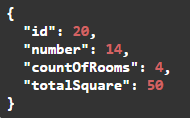 {
  "id": 20,
  "number": 14,
  "countOfRooms": 4,
  "totalSquare": 50
}